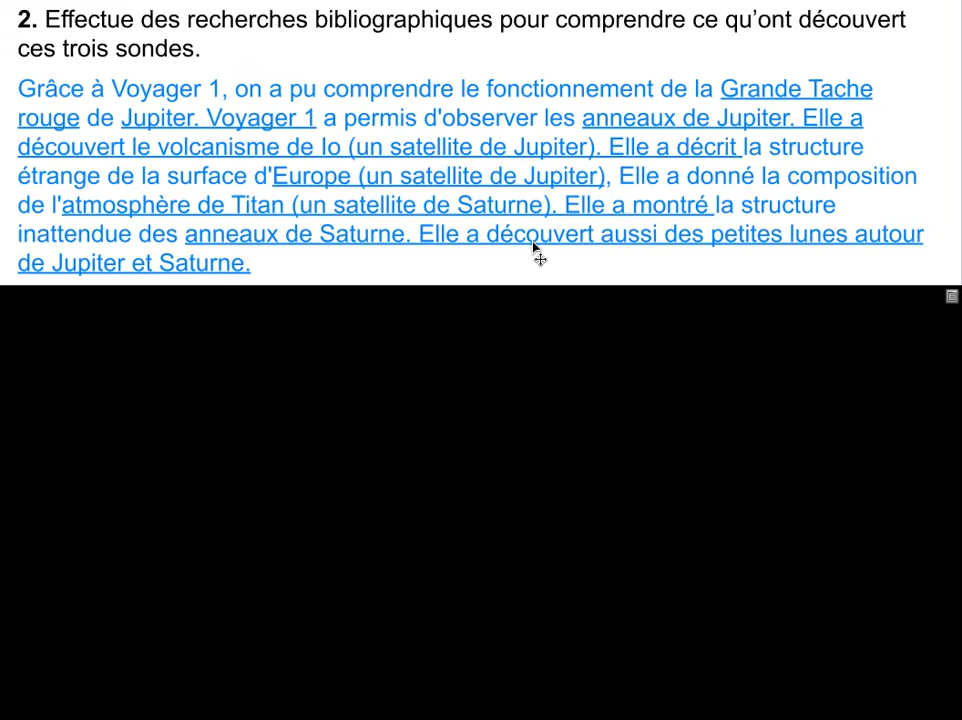 2. Effectue des recherches bibliographiques pour comprendre ce qu’ont découvert
ces trois sondes.
Grâce à Voyager 1, on a pu comprendre le fonctionnement de la Grande Tache
rouge de Jupiter. Voyager 1 a permis d'observer les anneaux de Jupiter. Elle a
découvert le volcanisme de Io (un satellite de Jupiter). Elle a décrit la structure
étrange de la surface d'Europe (un satellite de Jupiter), Elle a donné la composition
de l'atmosphère de Titan (un satellite de Saturne). Elle a montré la structure
inattendue des anneaux de Saturne. Elle a découvert aussi des petites lunes autour
de Jupiter et Saturne.